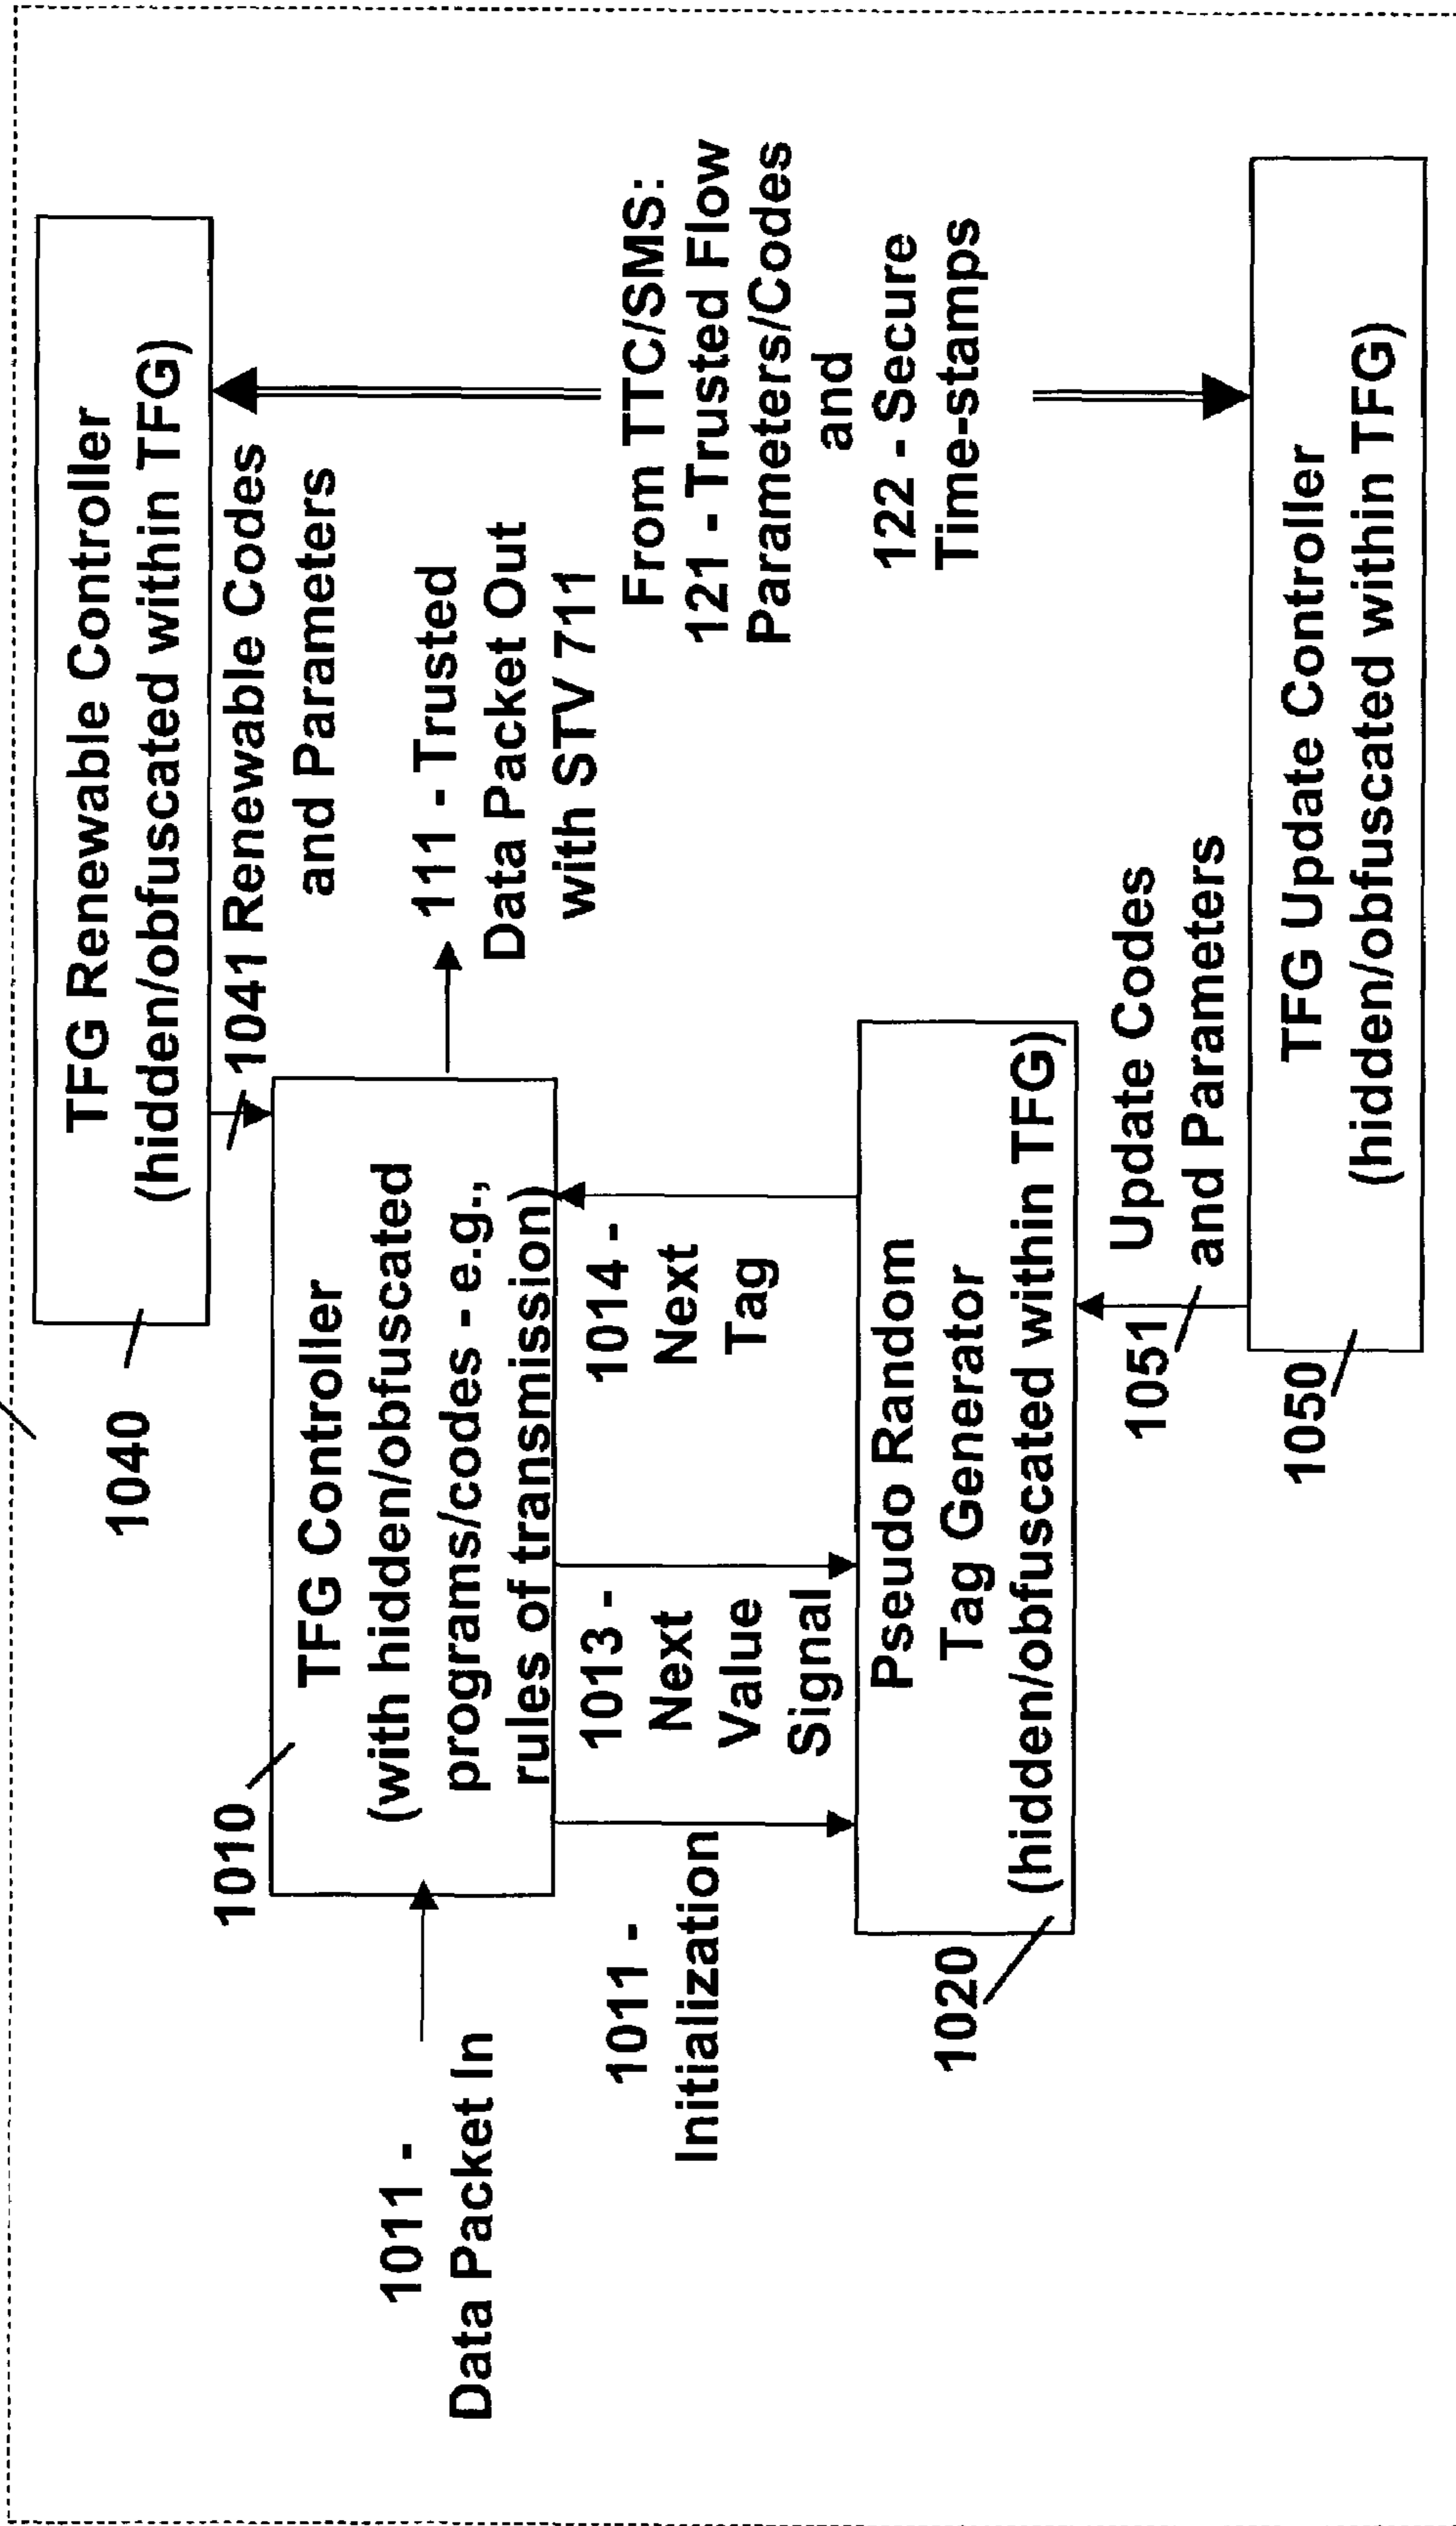 TFG Renewable Controller
(hidden/obfuscated within TFG)
1040
1041 Renewable Codes
and Parameters
1010
TFG Controller
(with hidden/obfuscated
programs/codes - e.g.,
rules of transmission)
1011 -
Data Packet In
111 - Trusted
Data Packet Out
with STV 711
1011 -
Initialization
1013 -
Next
Value
Signal
1014 -
Next
Tag
From TTC/SMS:
121 - Trusted Flow
Parameters/Codes
and
122 - Secure
Time-stamps
1020
Pseudo Random
Tag Generator
(hidden/obfuscated within TFG)
1051
Update Codes
and Parameters
1050
TFG Update Controller
(hidden/obfuscated within TFG)